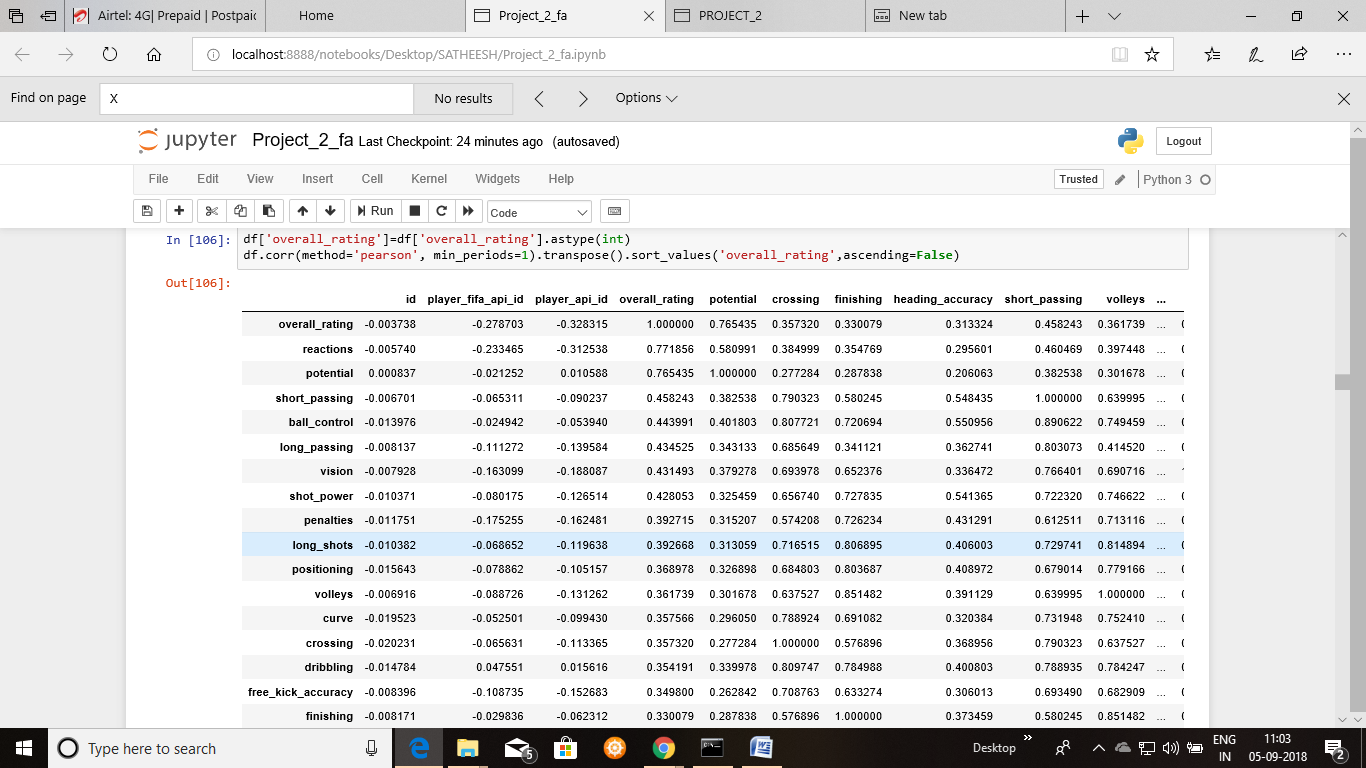 Airtel: 4G| Prepaid | Postpaid Home Project_2_fa PROJECT_2 New tab
localhost:8888/notebooks/Desktop/SATHEESH/Project_2_fa.ipynb
Find on page X No results Options
jupyter Project_2_fa Last Checkpoint: 24 minutes ago (autosaved) Logout
File Edit View Insert Cell Kernel Widgets Help Trusted Python 3
Run Code
In [106]: df['overall_rating']=df['overall_rating'].astype(int)
df.corr(method='pearson', min_periods=1).transpose().sort_values('overall_rating',ascending=False)
Out[106]:
id player_fifa_api_id player_api_id overall_rating potential crossing finishing heading_accuracy short_passing volleys ...
overall_rating -0.003738 -0.278703 -0.328315 1.000000 0.765435 0.357320 0.330079 0.313324 0.458243 0.361739 ...
reactions -0.005740 -0.233465 -0.312538 0.771856 0.580991 0.384999 0.354769 0.295601 0.460469 0.397448 ...
potential 0.000837 -0.021252 0.010588 0.765435 1.000000 0.277284 0.287838 0.206063 0.382538 0.301678 ...
short_passing -0.006701 -0.065311 -0.090237 0.458243 0.382538 0.790323 0.580245 0.548435 1.000000 0.639995 ...
ball_control -0.013976 -0.024942 -0.053940 0.443991 0.401803 0.807721 0.720694 0.550956 0.890622 0.749459 ...
long_passing -0.008137 -0.111272 -0.139584 0.434525 0.343133 0.685649 0.341121 0.362741 0.803073 0.414520 ...
vision -0.007928 -0.163099 -0.188087 0.431493 0.379278 0.693978 0.652376 0.336472 0.766401 0.690716 ...
shot_power -0.010371 -0.080175 -0.126514 0.428053 0.325459 0.656740 0.727835 0.541365 0.722320 0.746622 ...
penalties -0.011751 -0.175255 -0.162481 0.392715 0.315207 0.574208 0.726234 0.431291 0.612511 0.713116 ...
long_shots -0.010382 -0.068652 -0.119638 0.392668 0.313059 0.716515 0.806895 0.406003 0.729741 0.814894 ...
positioning -0.015643 -0.078862 -0.105157 0.368978 0.326898 0.684803 0.803687 0.408972 0.679014 0.779166 ...
volleys -0.006916 -0.088726 -0.131262 0.361739 0.301678 0.637527 0.851482 0.391129 0.639995 1.000000 ...
curve -0.019523 -0.052501 -0.099430 0.357566 0.296050 0.788924 0.691082 0.320384 0.731948 0.752410 ...
crossing -0.020231 -0.065631 -0.113365 0.357320 0.277284 1.000000 0.576896 0.368956 0.790323 0.637527 ...
dribbling -0.014784 0.047551 0.015616 0.354191 0.339978 0.809747 0.784988 0.400803 0.788935 0.784247 ...
free_kick_accuracy -0.008396 -0.108735 -0.152683 0.349800 0.262842 0.708763 0.633274 0.306013 0.693490 0.682909 ...
finishing -0.008171 -0.029836 -0.062312 0.330079 0.287838 0.576896 1.000000 0.373459 0.580245 0.851482 ...
Type here to search 5 Desktop ENG 11:03
IN 05-09-2018 2